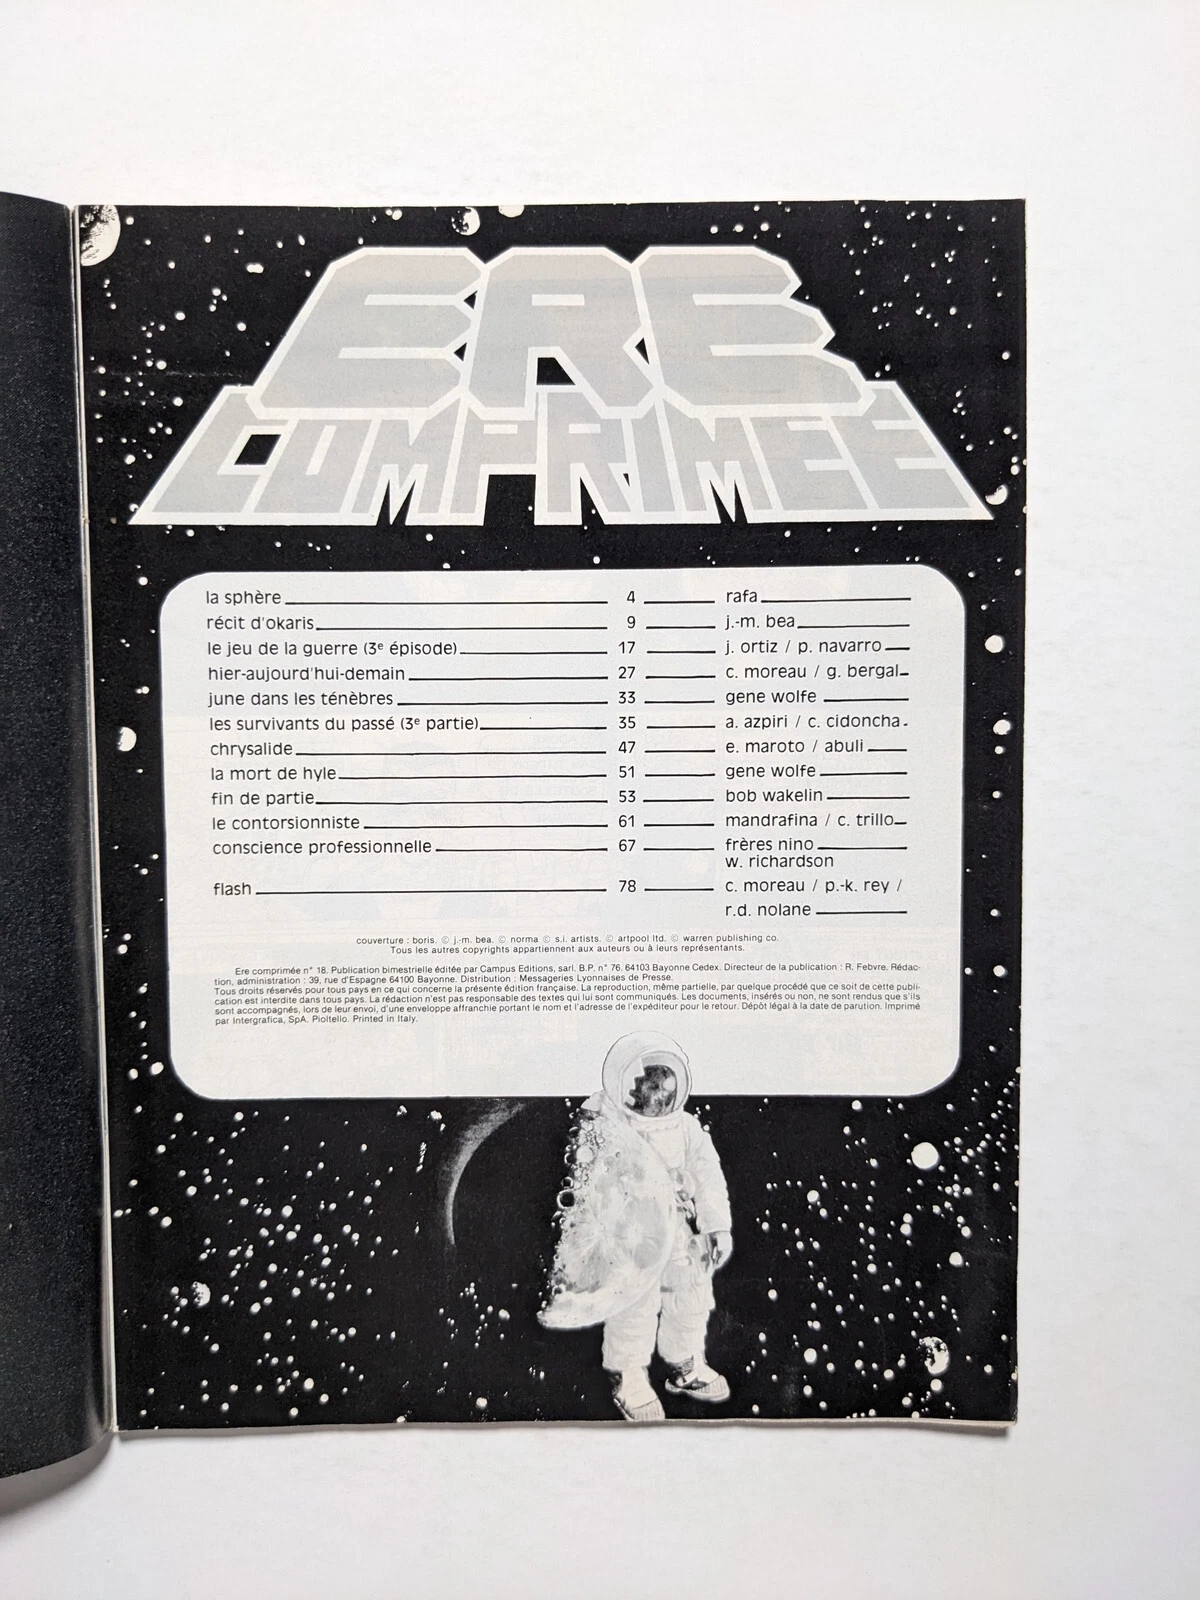 ERE
COMPRIMEE
la sphère 4 rafa
récit d'okaris 9 j.-m. bea
le jeu de la guerre (3e épisode) 17 j. ortiz / p. navarro
hier-aujourd'hui-demain 27 c. moreau / g. bergal
june dans les ténèbres 33 gene wolfe
les survivants du passé (3e partie) 35 a. azpiri / c. cidoncha
chrysalide 47 e. maroto / abuli
la mort de hyle 51 gene wolfe
fin de partie 53 bob wakelin
le contorsionniste 61 mandrafina / c. trillo
conscience professionnelle 67 frères nino
w. richardson
flash 78 c. moreau / p.-k. rey /
r.d. nolane
couverture : boris. © j.-m. bea. © norma © s.i. artists. © artpool ltd. © warren publishing co.
Tous les autres copyrights appartiennent aux auteurs ou à leurs représentants.
Ere comprimée n° 18. Publication bimestrielle éditée par Campus Editions, sarl. B.P. n° 76. 64103 Bayonne Cedex. Directeur de la publication : R. Febvre. Rédac-
tion, administration : 39, rue d'Espagne 64100 Bayonne. Distribution : Messageries Lyonnaises de Presse.
Tous droits réservés pour tous pays en ce qui concerne la présente édition française. La reproduction, même partielle, par quelque procédé que ce soit de cette publi-
cation est interdite dans tous pays. La rédaction n'est pas responsable des textes qui lui sont communiqués. Les documents, insérés ou non, ne sont rendus que s'ils
sont accompagnés, lors de leur envoi, d'une enveloppe affranchie portant le nom et l'adresse de l'expéditeur pour le retour. Dépôt légal à la date de parution. Imprimé
par Intergrafica, SpA. Pioltello. Printed in Italy.